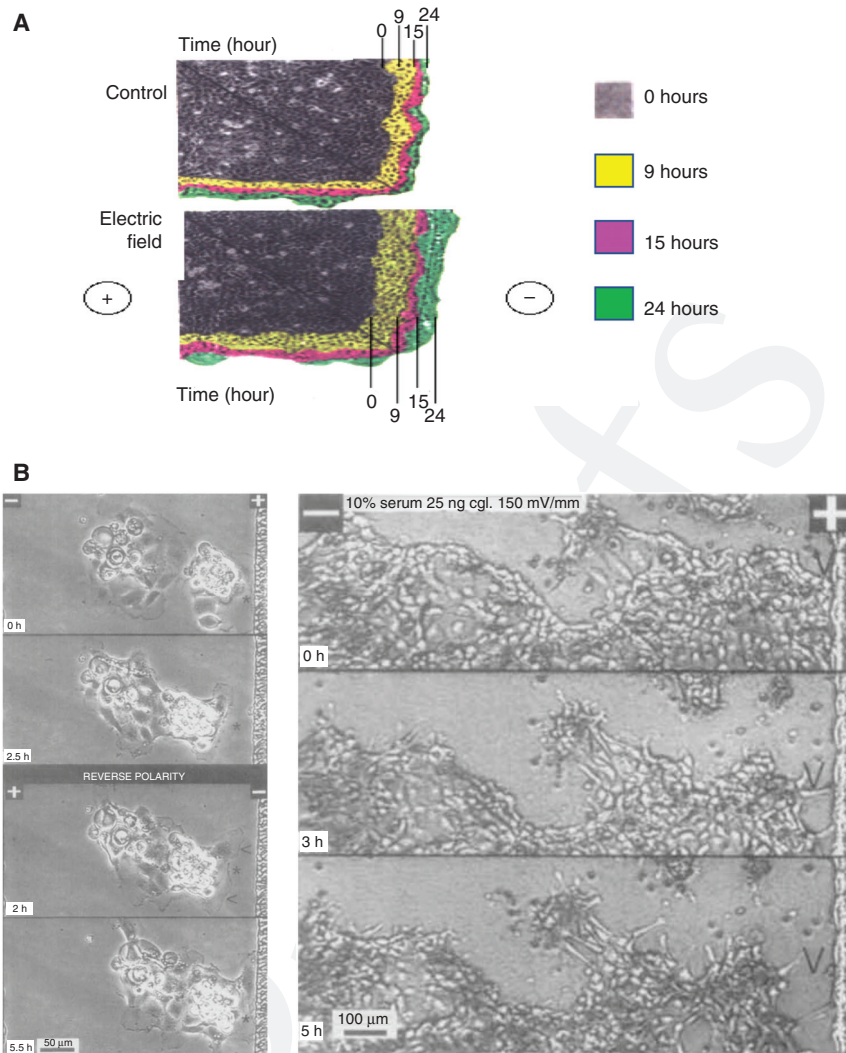 A
0
9
15
24
Time (hour)
Control
Electric
field
+
−
Time (hour)
0
9
15
24
0 hours
9 hours
15 hours
24 hours
B
− +
0 h
2.5 h
REVERSE POLARITY
+ −
2 h
5.5 h
50 µm
− 10% serum 25 ng cgl. 150 mV/mm +
V
0 h
V
3 h
V
5 h
100 µm